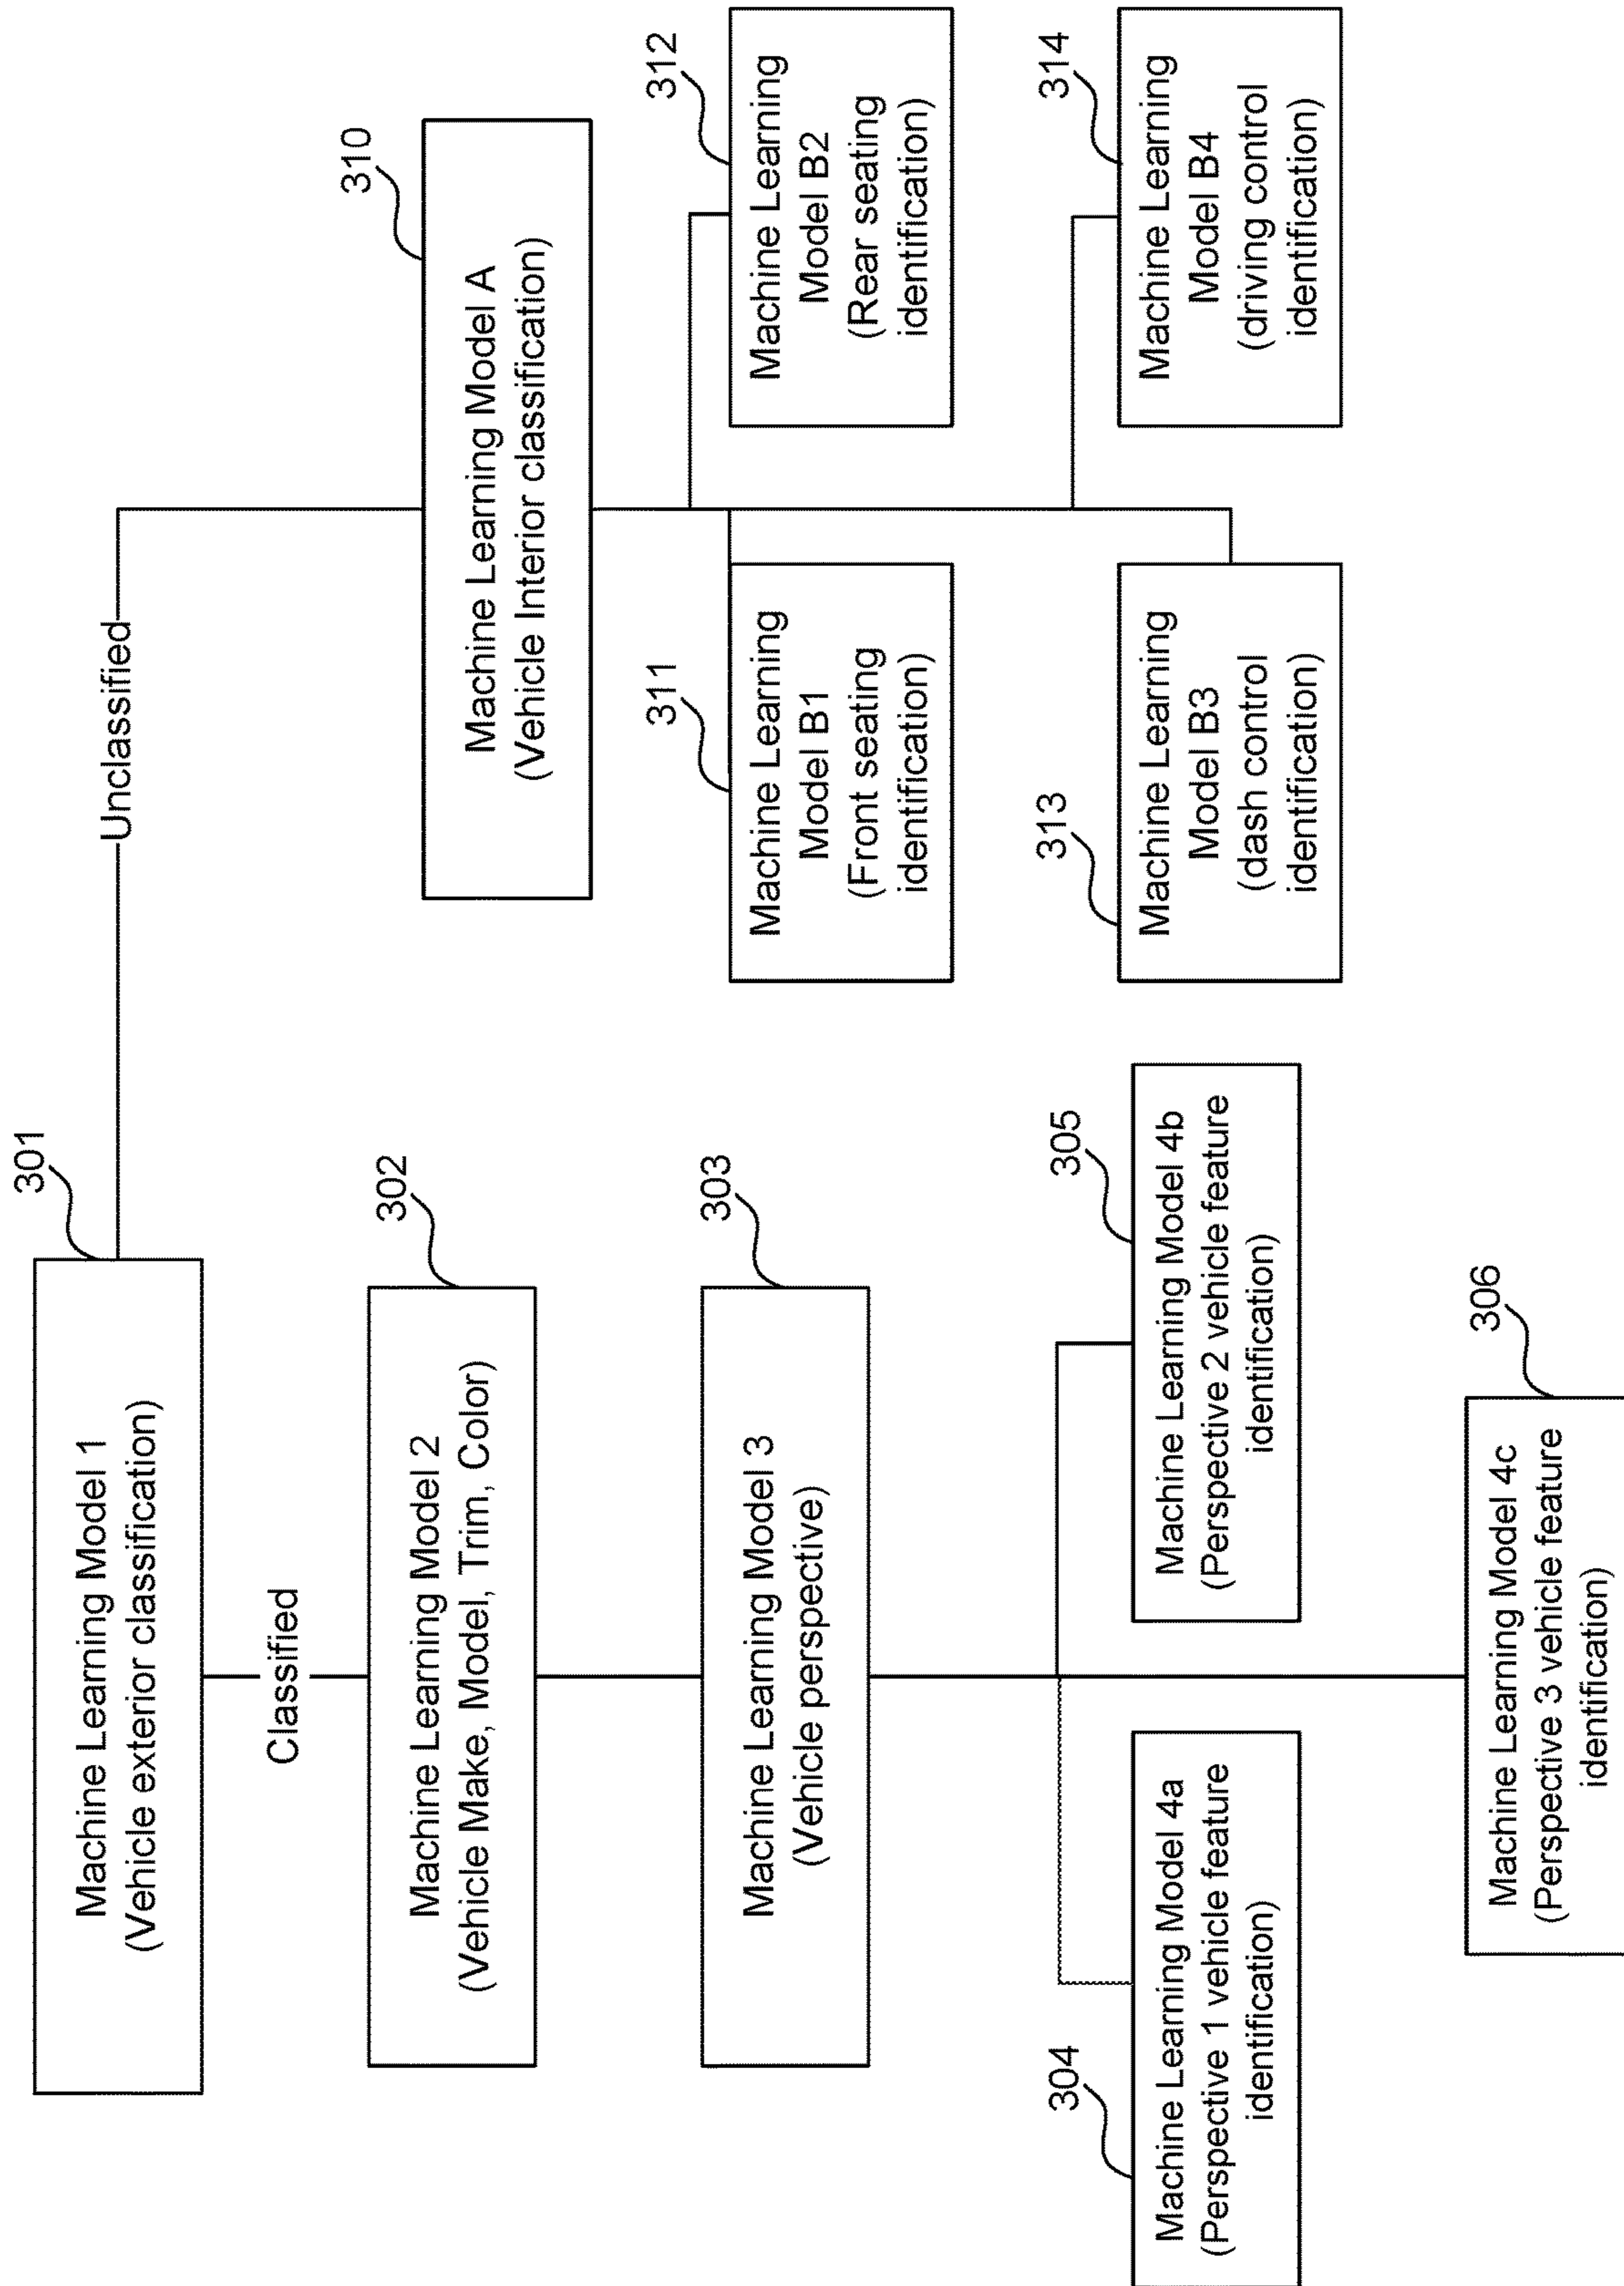 301
Machine Learning Model 1
(Vehicle exterior classification)
Unclassified
Classified
302
Machine Learning Model 2
(Vehicle Make, Model, Trim, Color)
303
Machine Learning Model 3
(Vehicle perspective)
304
Machine Learning Model 4a
(Perspective 1 vehicle feature
identification)
305
Machine Learning Model 4b
(Perspective 2 vehicle feature
identification)
306
Machine Learning Model 4c
(Perspective 3 vehicle feature
identification)
310
Machine Learning Model A
(Vehicle Interior classification)
311
Machine Learning
Model B1
(Front seating
identification)
312
Machine Learning
Model B2
(Rear seating
identification)
313
Machine Learning
Model B3
(dash control
identification)
314
Machine Learning
Model B4
(driving control
identification)